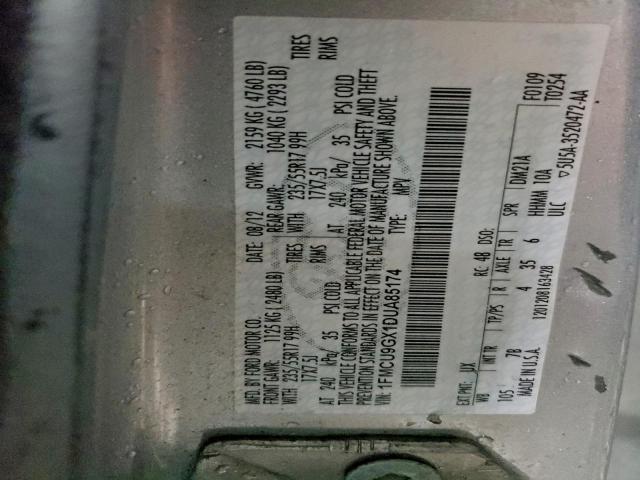 MFD. BY FORD MOTOR CO.
DATE: 08/12 GVWR: 2159 KG ( 4760 LB)
FRONT GAWR: 1125 KG ( 2480 LB) REAR GAWR: 1040 KG ( 2293 LB)
WITH 235/55R17 99H TIRES WITH 235/55R17 99H TIRES
17X7.5J RIMS 17X7.5J RIMS
AT 240 kPa/ 35 PSI COLD AT 240 kPa/ 35 PSI COLD
THIS VEHICLE CONFORMS TO ALL APPLICABLE FEDERAL MOTOR VEHICLE SAFETY AND THEFT
PREVENTION STANDARDS IN EFFECT ON THE DATE OF MANUFACTURE SHOWN ABOVE.
VIN: 1FMCU9GX1DUA85174 TYPE: MPV
F0109
T0254
EXT PNT: UX RC: 48 DSO: DM21A
WB INT TR TP/PS R AXLE TR SPR
105 7B 4 35 6 HHMAI 1DA
MADE IN U.S.A. ULC
1201208163428 ▽5U5A-3520472-AA